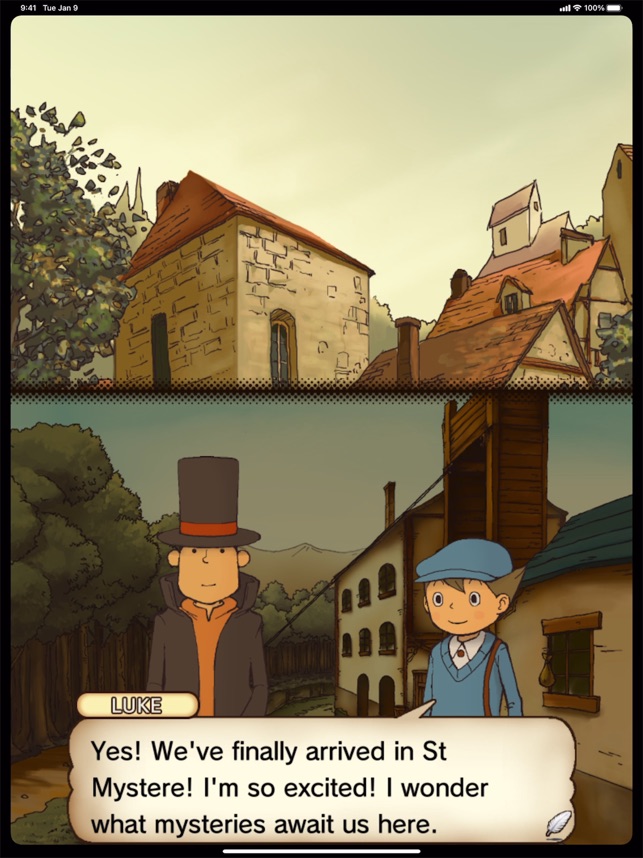 9:41 Tue Jan 9
100%
LUKE
Yes! We've finally arrived in St
Mystere! I'm so excited! I wonder
what mysteries await us here.